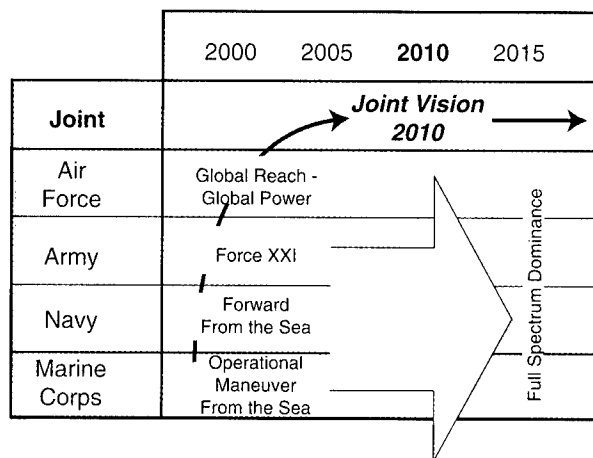 2000 2005 2010 2015
Joint
Joint Vision
2010
Air
Force
Global Reach -
Global Power
Army
Force XXI
Navy
Forward
From the Sea
Marine
Corps
Operational
Maneuver
From the Sea
Full Spectrum Dominance